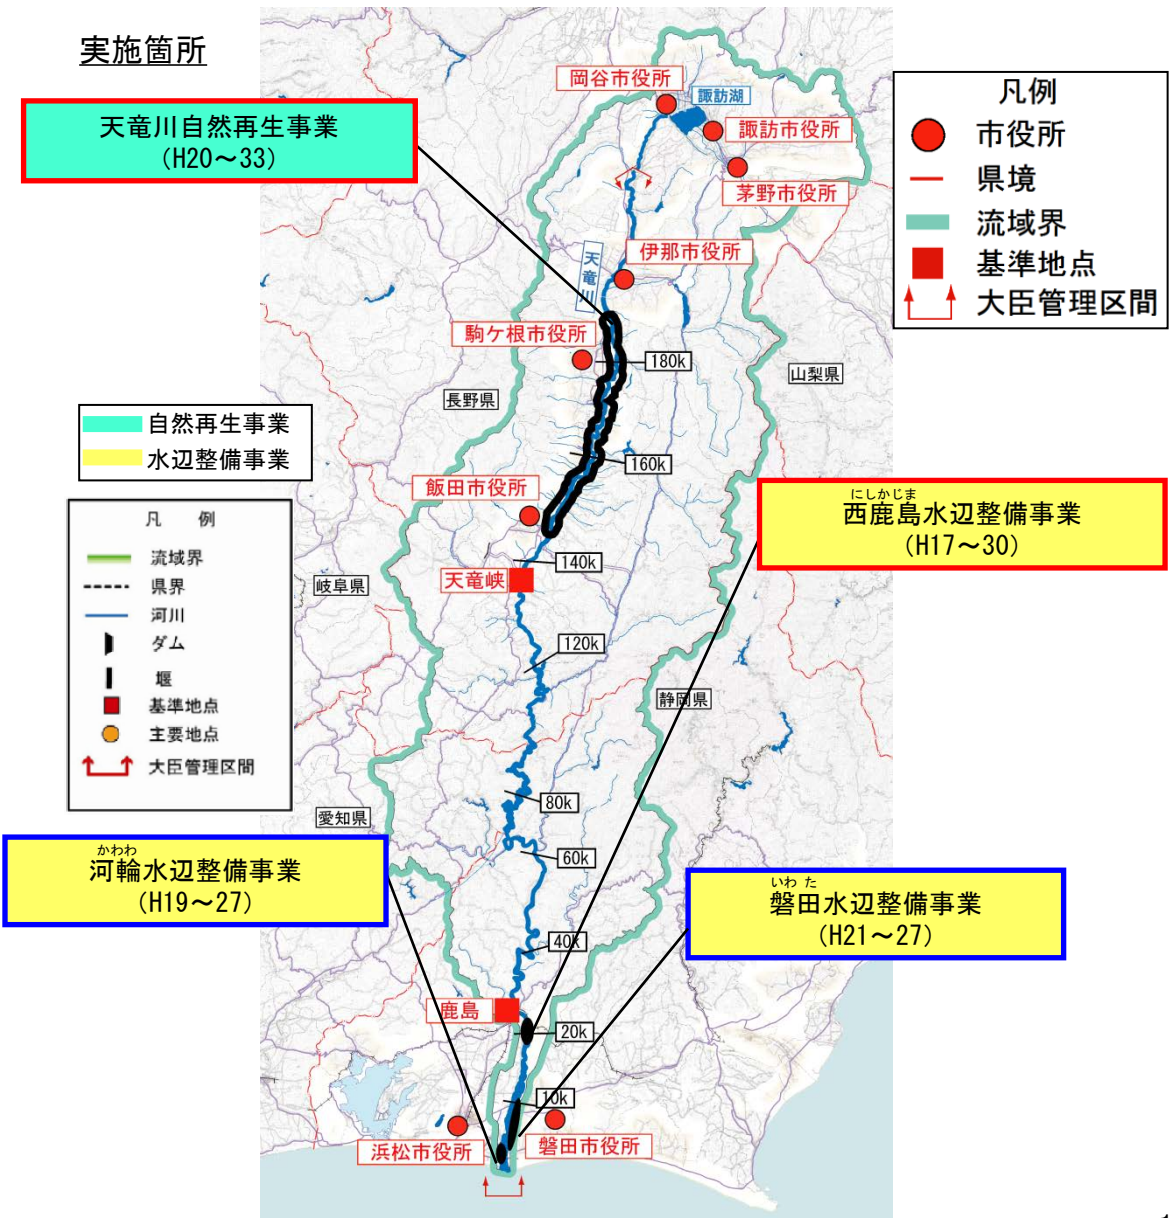 実施箇所
天竜川自然再生事業
(H20～33)
岡谷市役所
諏訪湖
諏訪市役所
茅野市役所
凡例
市役所
県境
流域界
基準地点
大臣管理区間
伊那市役所
天竜川
駒ケ根市役所
180k
山梨県
長野県
自然再生事業
水辺整備事業
160k
飯田市役所
にしかじま
西鹿島水辺整備事業
(H17～30)
凡　例
流域界
県界
河川
ダム
堰
基準地点
主要地点
大臣管理区間
140k
天竜峡
岐阜県
120k
静岡県
80k
愛知県
60k
かわわ
河輪水辺整備事業
(H19～27)
いわ た
磐田水辺整備事業
(H21～27)
40k
鹿島
20k
10k
浜松市役所
磐田市役所